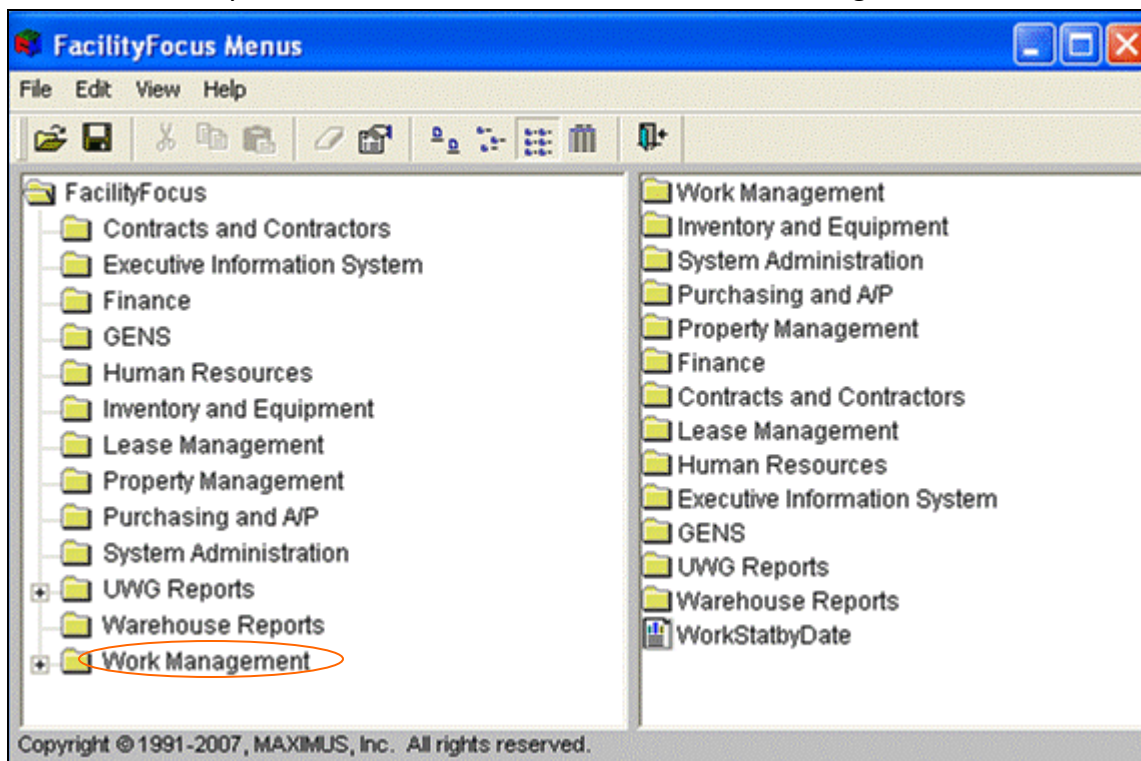 FacilityFocus Menus
File Edit View Help
FacilityFocus
Contracts and Contractors
Executive Information System
Finance
GENS
Human Resources
Inventory and Equipment
Lease Management
Property Management
Purchasing and A/P
System Administration
UWG Reports
Warehouse Reports
Work Management
Work Management
Inventory and Equipment
System Administration
Purchasing and A/P
Property Management
Finance
Contracts and Contractors
Lease Management
Human Resources
Executive Information System
GENS
UWG Reports
Warehouse Reports
WorkStatbyDate
Copyright © 1991-2007, MAXIMUS, Inc. All rights reserved.